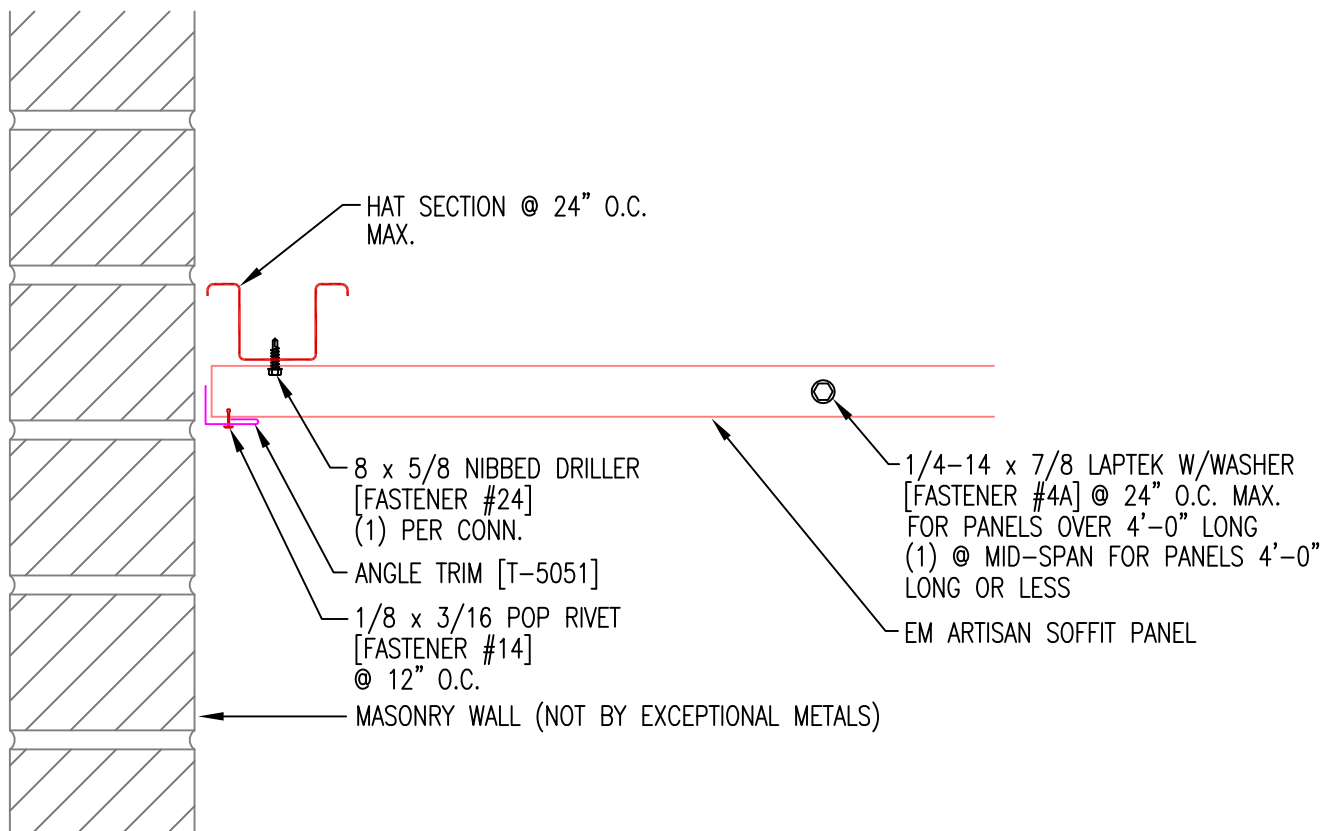 HAT SECTION @ 24" O.C.
MAX.
8 x 5/8 NIBBED DRILLER
[FASTENER #24]
(1) PER CONN.
ANGLE TRIM [T-5051]
1/8 x 3/16 POP RIVET
[FASTENER #14]
@ 12" O.C.
MASONRY WALL (NOT BY EXCEPTIONAL METALS)
1/4-14 x 7/8 LAPTEK W/WASHER
[FASTENER #4A] @ 24" O.C. MAX.
FOR PANELS OVER 4'-0" LONG
(1) @ MID-SPAN FOR PANELS 4'-0"
LONG OR LESS
EM ARTISAN SOFFIT PANEL